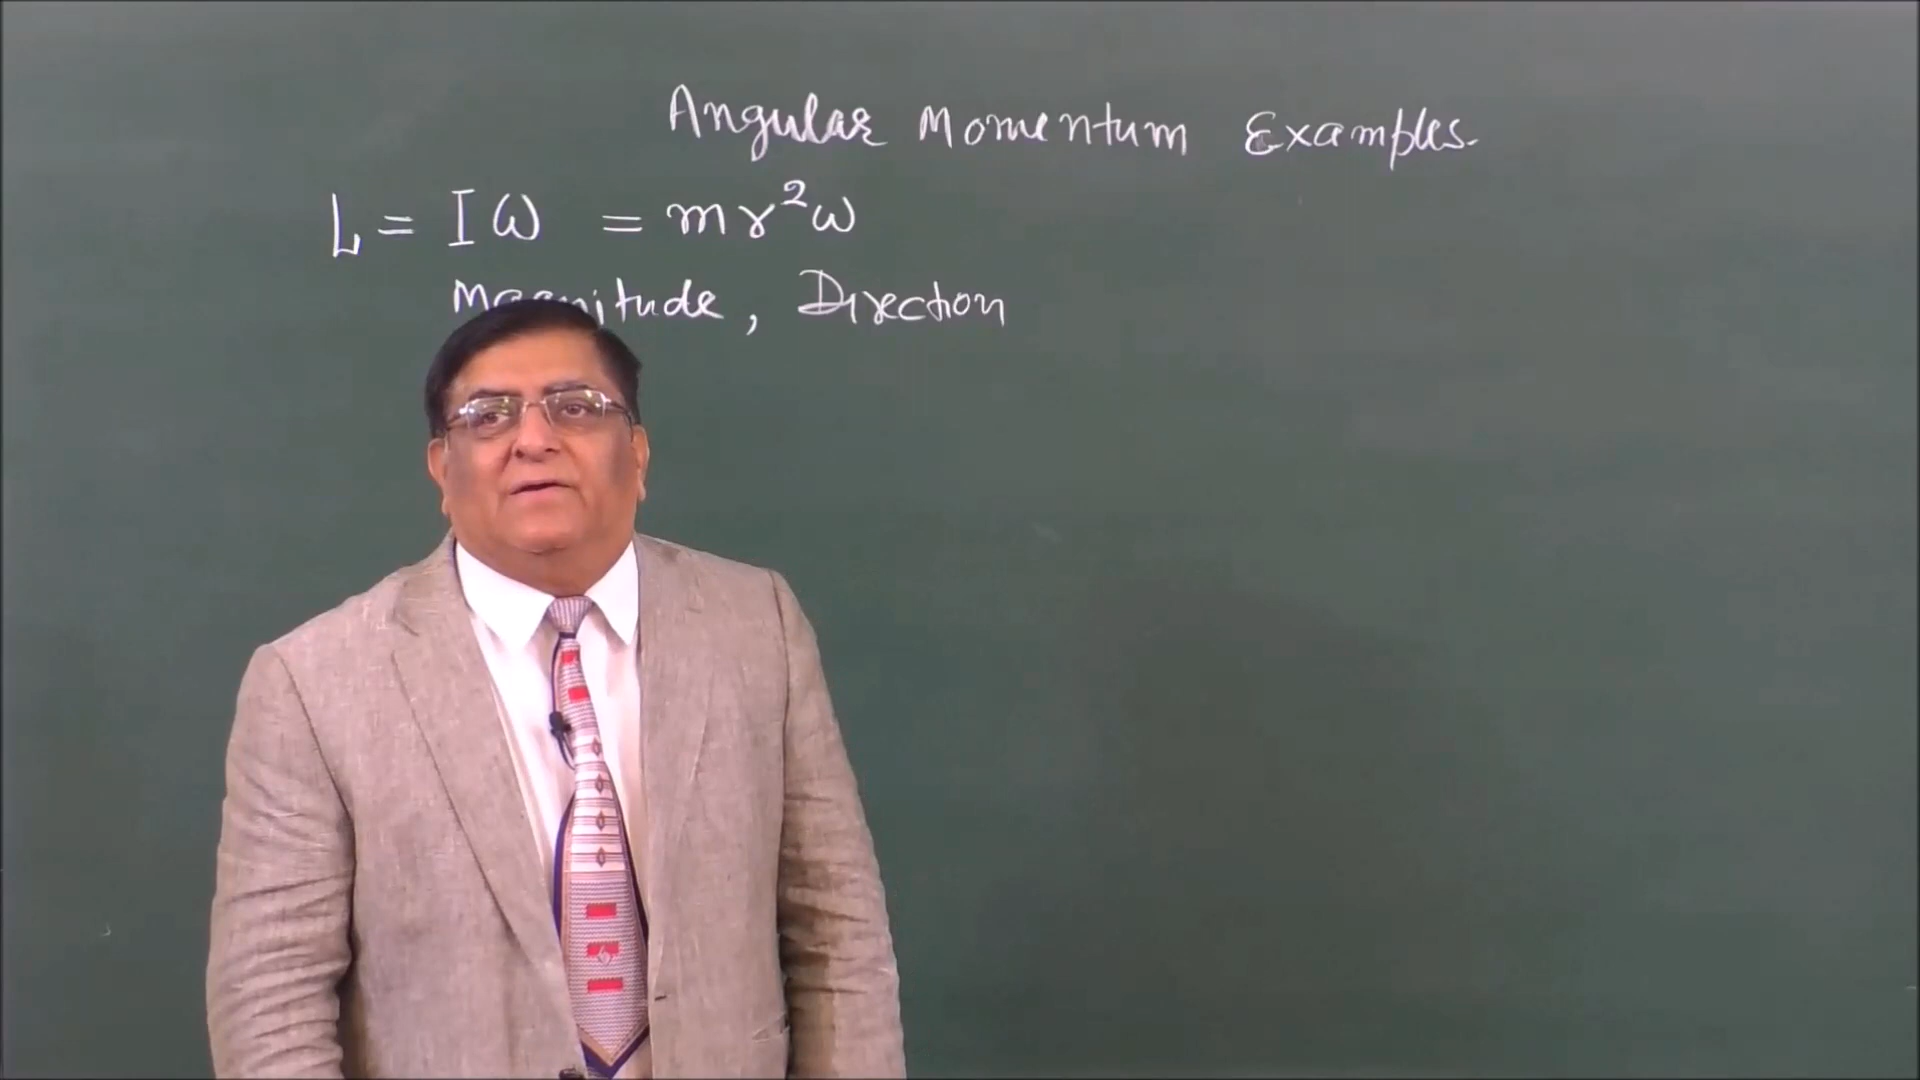 Angular Momentum Examples.
L = Iω = mr²ω
Magnitude, Direction